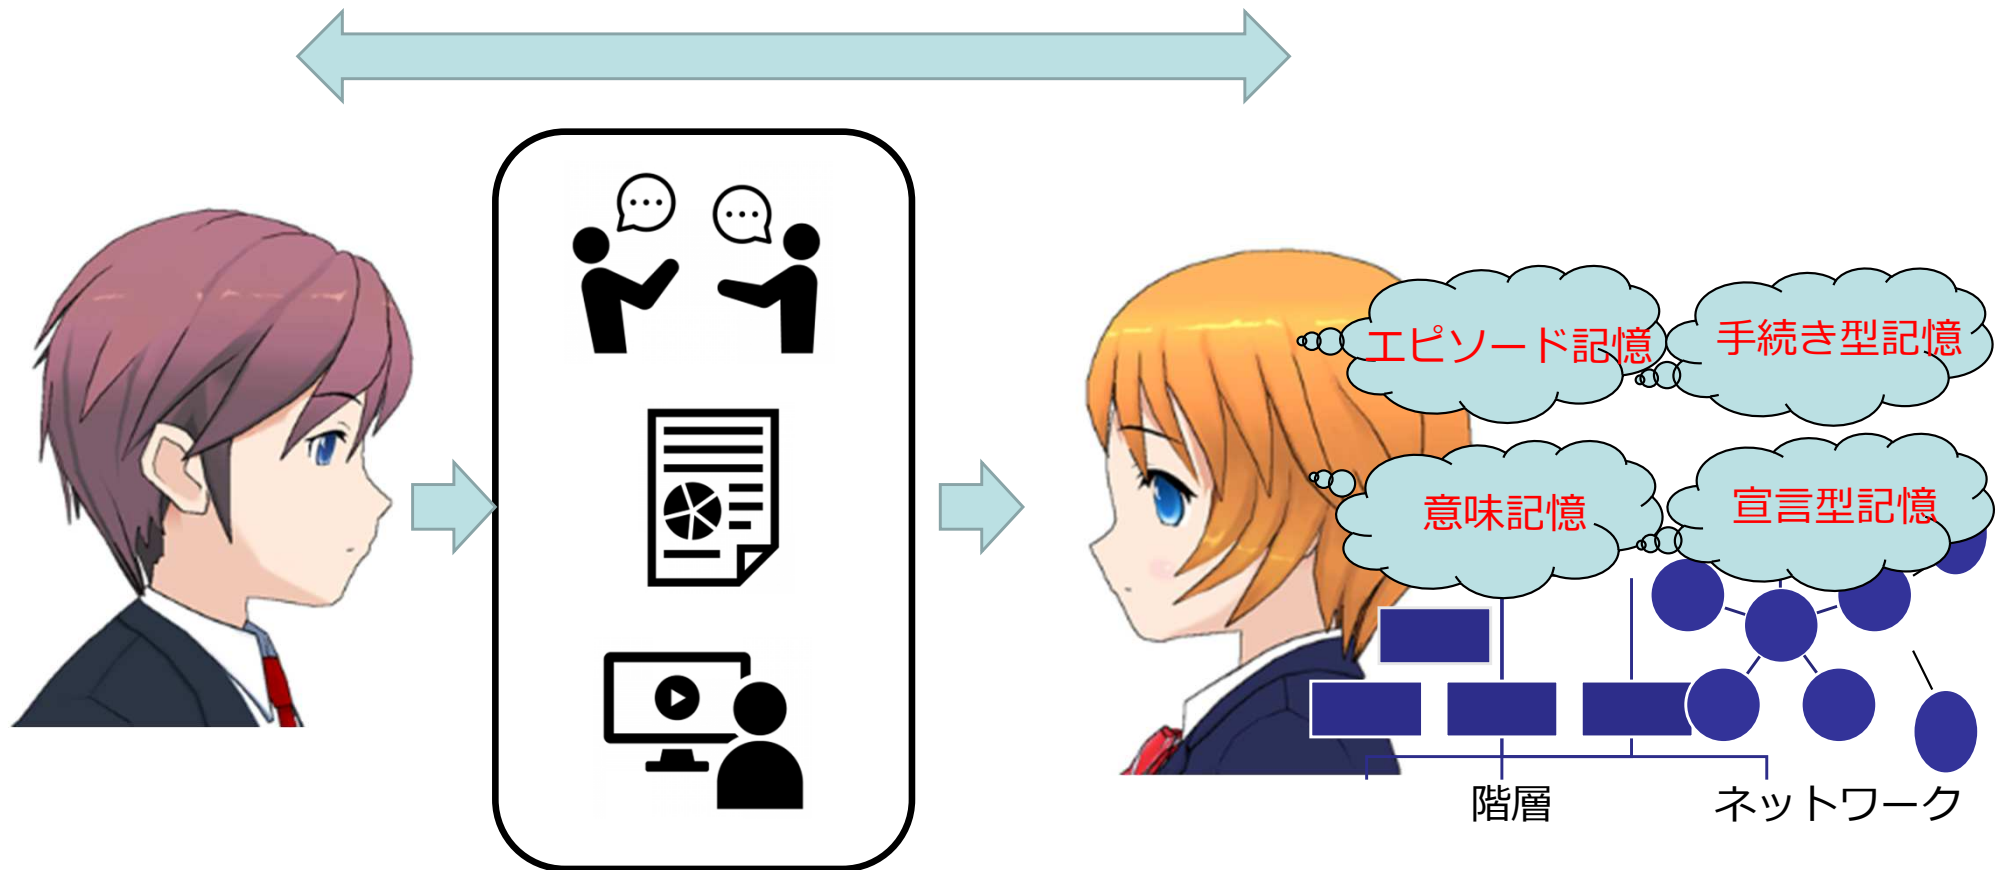 エピソード記憶
手続き型記憶
意味記憶
宣言型記憶
階層
ネットワーク